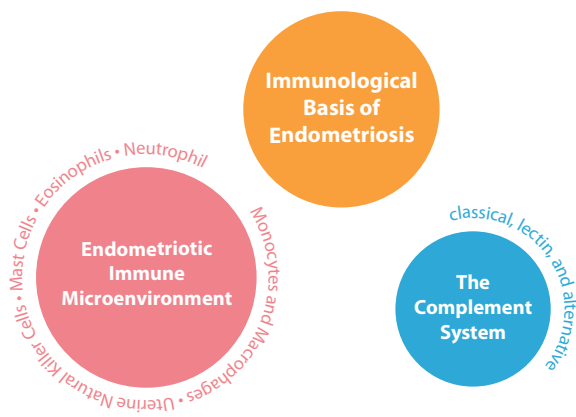 Immunological
Basis of
Endometriosis
Monocytes and Macrophages • Uterine Natural Killer Cells • Mast Cells • Eosinophils • Neutrophil
Endometriotic
Immune
Microenvironment
classical, lectin, and alternative
The
Complement
System